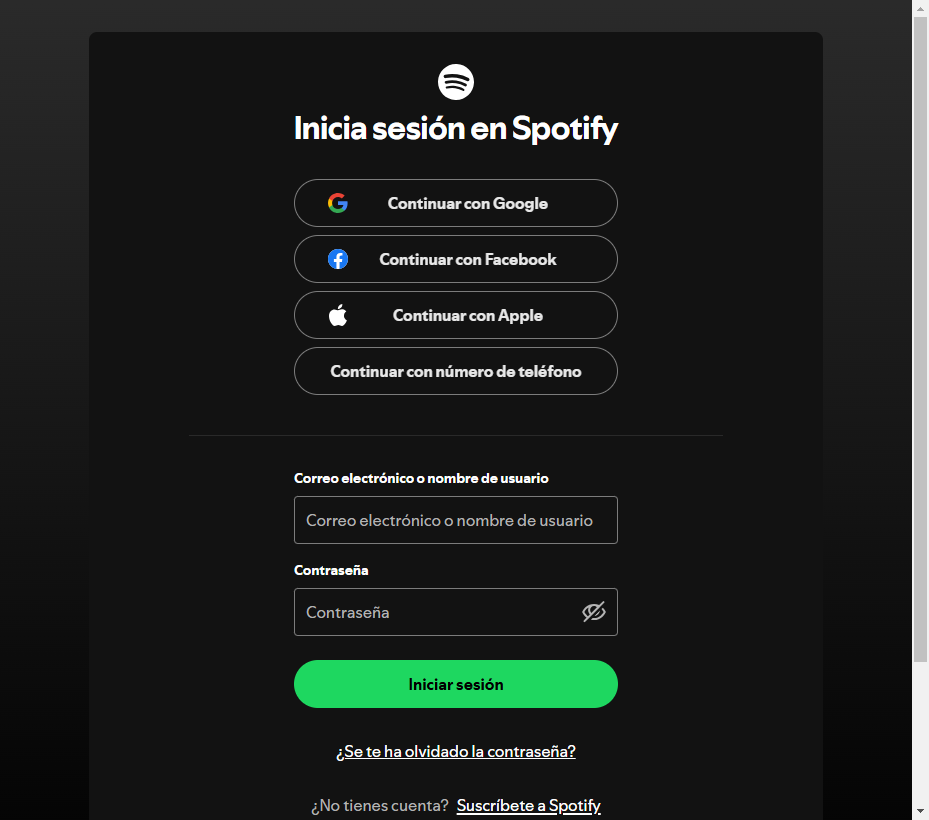 Inicia sesión en Spotify
Continuar con Google
Continuar con Facebook
Continuar con Apple
Continuar con número de teléfono
Correo electrónico o nombre de usuario
Correo electrónico o nombre de usuario
Contraseña
Contraseña
Iniciar sesión
¿Se te ha olvidado la contraseña?
¿No tienes cuenta? Suscríbete a Spotify